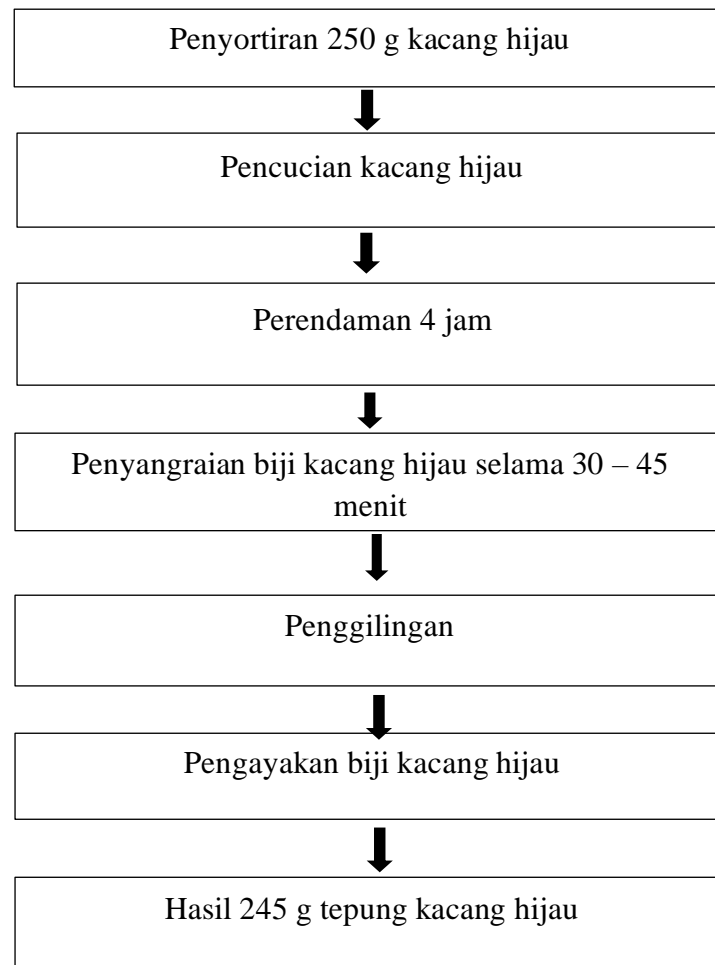 Penyortiran 250 g kacang hijau
Pencucian kacang hijau
Perendaman 4 jam
Penyangraian biji kacang hijau selama 30 – 45
menit
Penggilingan
Pengayakan biji kacang hijau
Hasil 245 g tepung kacang hijau